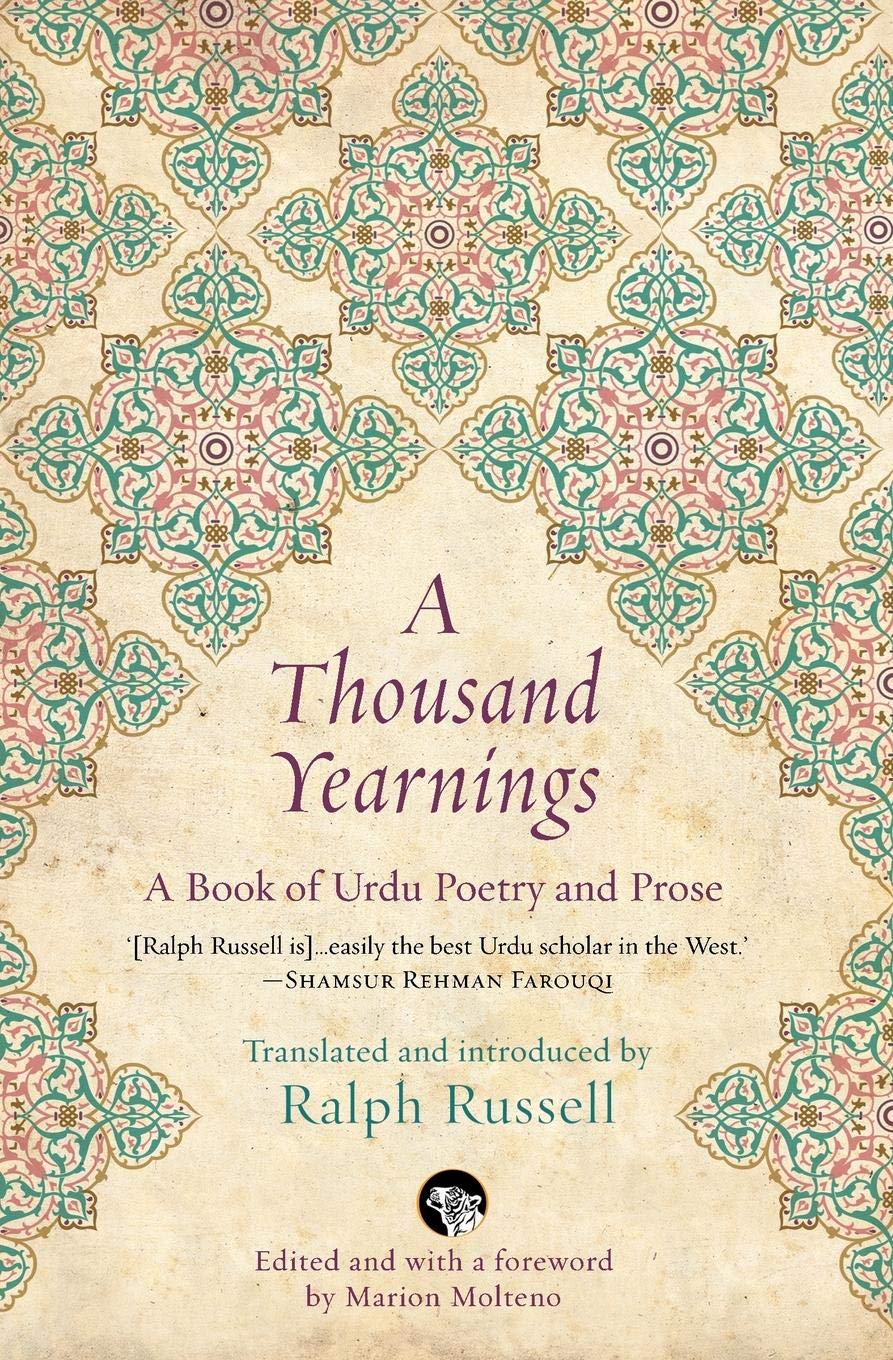 A
Thousand
Yearnings
A Book of Urdu Poetry and Prose
‘[Ralph Russell is]...easily the best Urdu scholar in the West.’
—SHAMSUR REHMAN FAROUQI
Translated and introduced by
Ralph Russell
Edited and with a foreword
by Marion Molteno